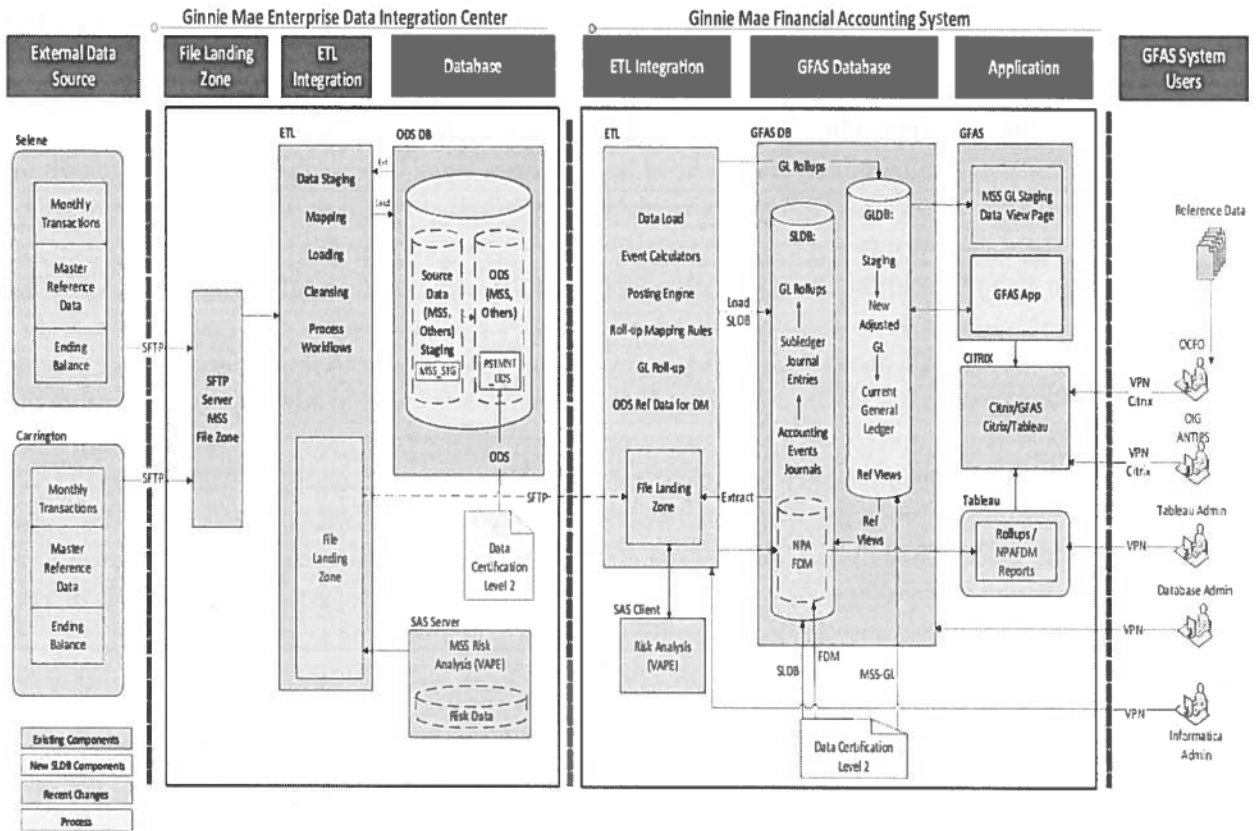 Ginnie Mae Enterprise Data Integration Center
Ginnie Mae Financial Accounting System
External Data
Source
File Landing
Zone
ETL
Integration
Database
ETL Integration
GFAS Database
Application
GFAS System
Users
Selene
Monthly
Transactions
Master
Reference
Data
Ending
Balance
SFTP
Carrington
Monthly
Transactions
Master
Reference
Data
Ending
Balance
SFTP
Existing Components
New SLDB Components
Recent Changes
Process
SFTP
Server
MSS
File Zone
ETL
Data Staging
Mapping
Loading
Cleansing
Process
Workflows
File
Landing
Zone
Ext
Load
ODS DB
Source
Data
(MSS,
Others)
Staging
MSS_STG
ODS
(MSS,
Others)
PSTMNT
_ODS
ODS
Data
Certification
Level 2
SFTP
SAS Server
MSS Risk
Analysis (VAPE)
Risk Data
ETL
Data Load
Event Calculators
Posting Engine
Roll-up Mapping Rules
GL Roll-up
ODS Ref Data for DM
File Landing
Zone
SAS Client
Risk Analysis
(VAPE)
Load
SLDB
Extract
GFAS DB
GL Rollups
SLDB:
GL Rollups
Subledger
Journal
Entries
Accounting
Events
Journals
NPA
FDM
GLDB:
Staging
New
Adjusted
GL
Current
General
Ledger
Ref Views
Ref
Views
SLDB
FDM
MSS-GL
Data Certification
Level 2
GFAS
MSS GL Staging
Data View Page
GFAS App
CITRIX
Citrix/GFAS
Citrix/Tableau
Tableau
Rollups /
NPAFDM
Reports
Reference Data
OCFO
VPN
Citrix
OIG
VPN
Citrix
Tableau Admin
VPN
Database Admin
VPN
VPN
Informatica
Admin